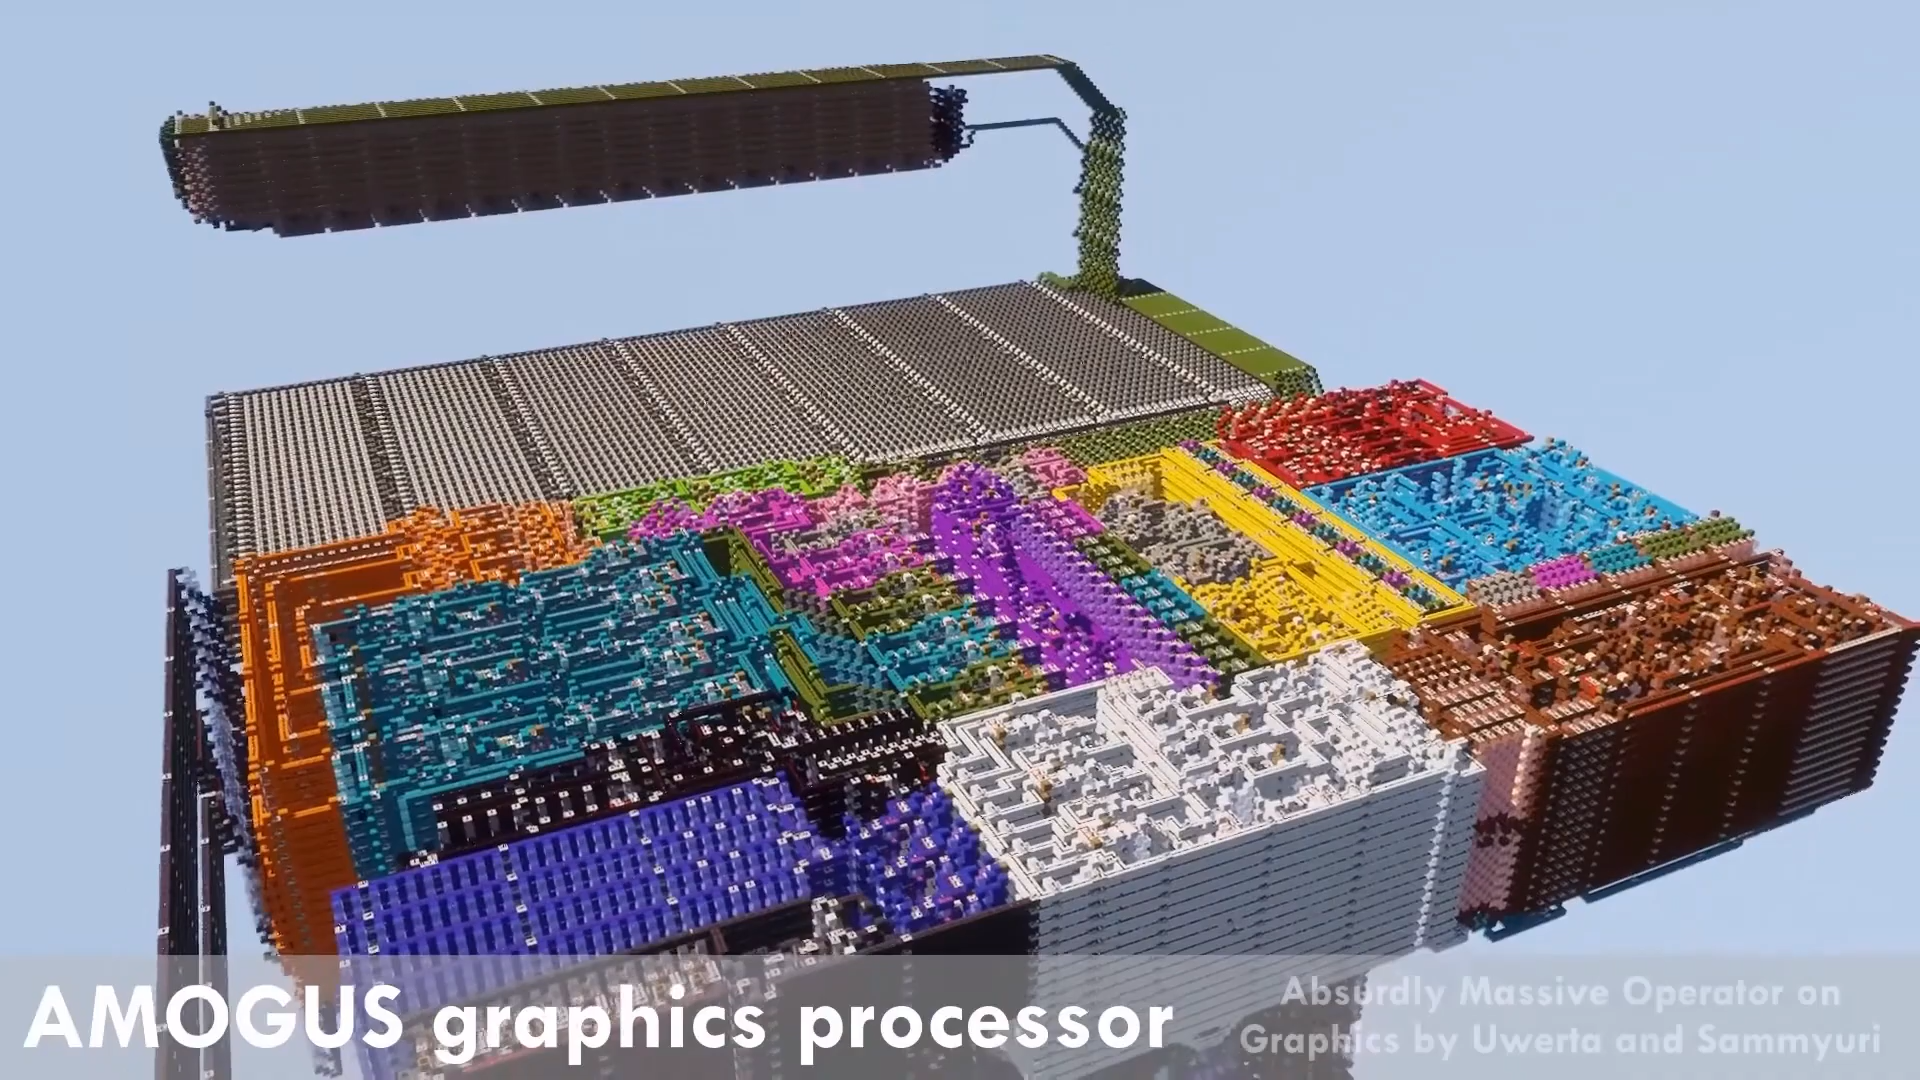 AMOGUS graphics processor
Absurdly Massive Operator on
Graphics by Uwerta and Sammyuri